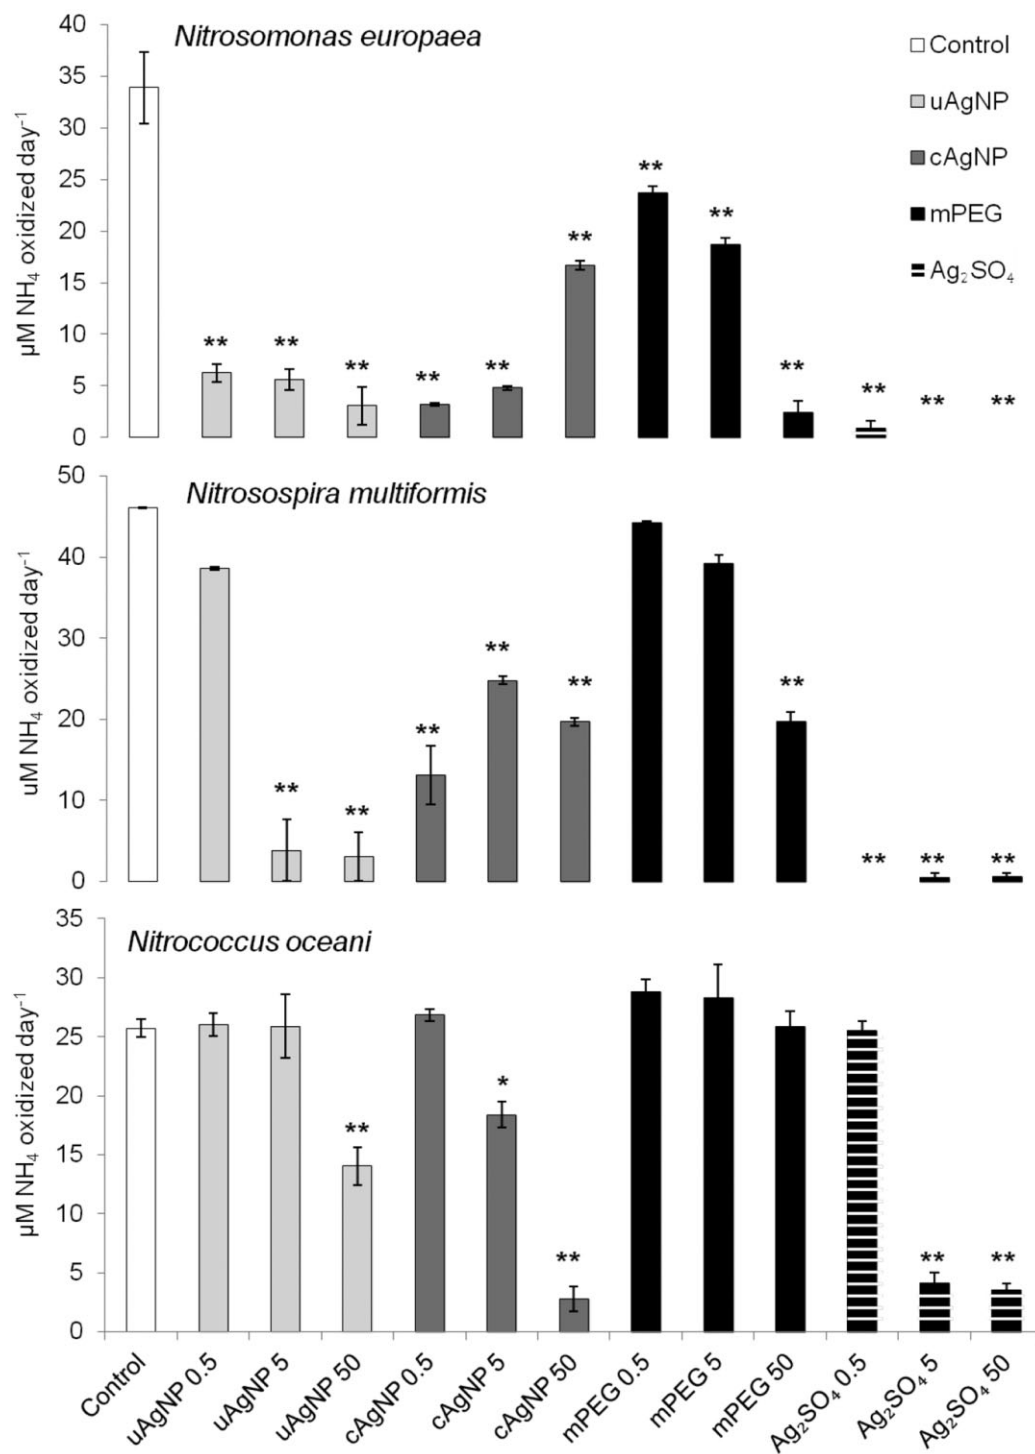 Nitrosomonas europaea
Control
uAgNP
cAgNP
mPEG
Ag₂SO₄
µM NH₄ oxidized day⁻¹
40
35
30
25
20
15
10
5
0
** ** ** ** ** ** ** ** ** ** ** **
Nitrosospira multiformis
uM NH₄ oxidized day⁻¹
50
40
30
20
10
0
** ** ** ** ** ** ** ** **
Nitrococcus oceani
µM NH₄ oxidized day⁻¹
35
30
25
20
15
10
5
0
** * ** ** **
Control
uAgNP 0.5
uAgNP 5
uAgNP 50
cAgNP 0.5
cAgNP 5
cAgNP 50
mPEG 0.5
mPEG 5
mPEG 50
Ag₂SO₄ 0.5
Ag₂SO₄ 5
Ag₂SO₄ 50